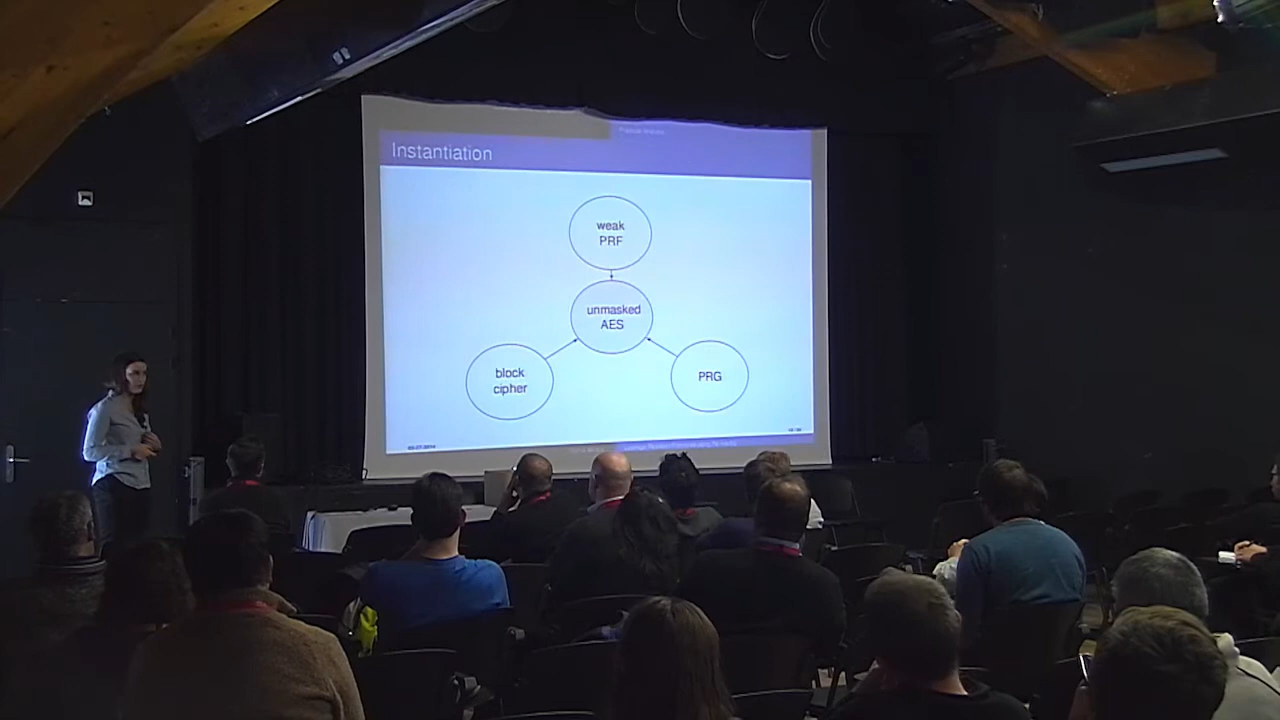 Instantiation
weak
PRF
unmasked
AES
block
cipher
PRG